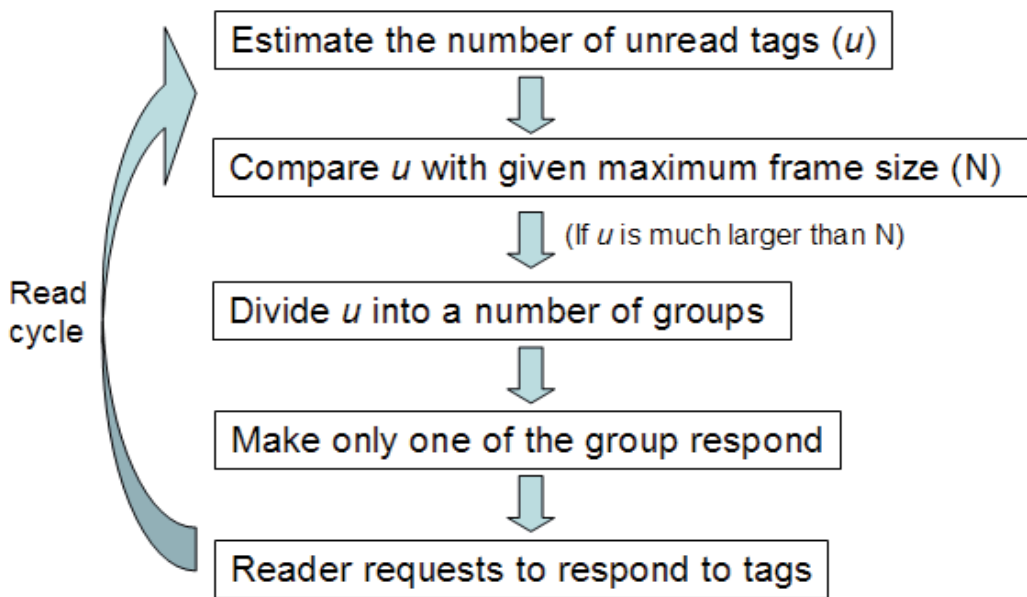 Estimate the number of unread tags (u)
Compare u with given maximum frame size (N)
(If u is much larger than N)
Read
cycle
Divide u into a number of groups
Make only one of the group respond
Reader requests to respond to tags